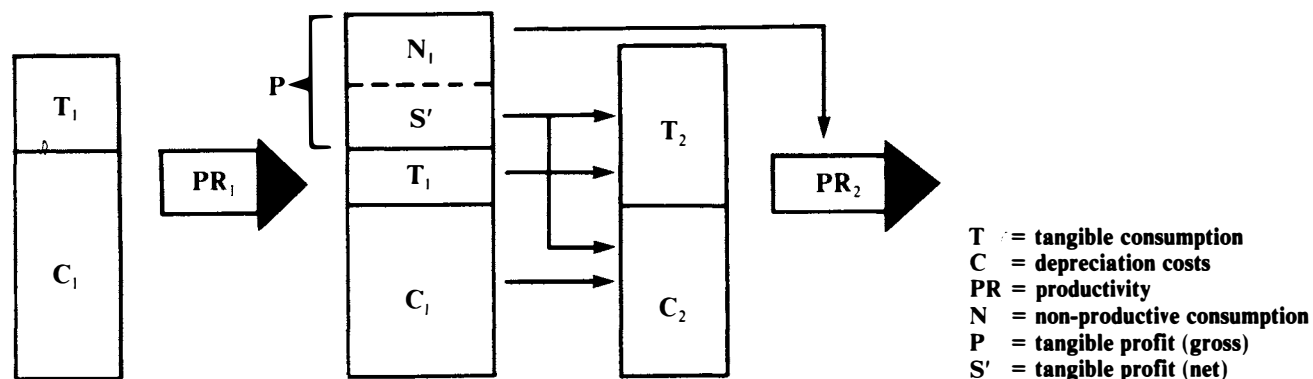 T₁
C₁
PR₁
P
N₁
S′
T₁
C₁
T₂
C₂
PR₂
T = tangible consumption
C = depreciation costs
PR = productivity
N = non-productive consumption
P = tangible profit (gross)
S′ = tangible profit (net)